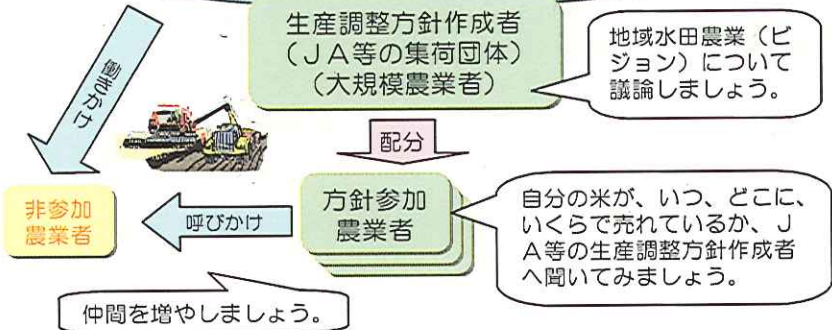 生産調整方針作成者
（ＪＡ等の集荷団体）
（大規模農業者）
地域水田農業（ビ
ジョン）について
議論しましょう。
働きかけ
配分
非参加
農業者
呼びかけ
方針参加
農業者
自分の米が、いつ、どこに、
いくらで売れているか、Ｊ
Ａ等の生産調整方針作成者
へ聞いてみましょう。
仲間を増やしましょう。